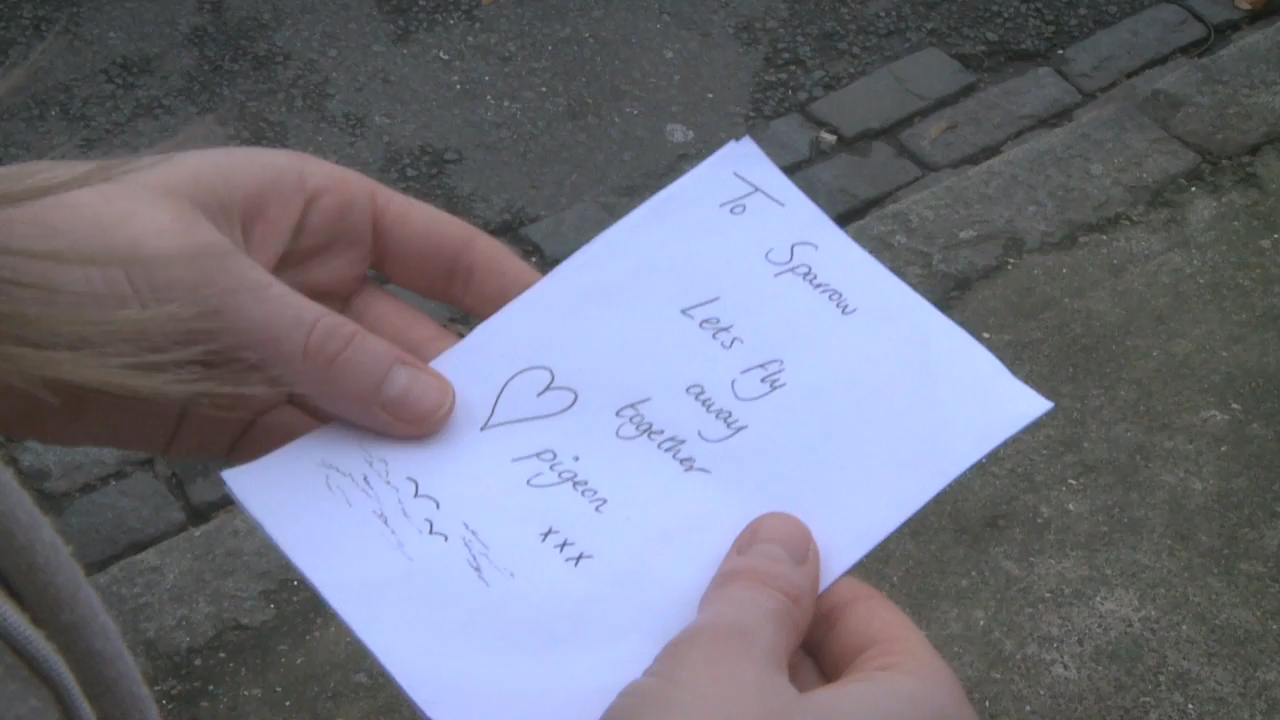 To
Sparrow
Lets fly
away
together
pigeon
xxx